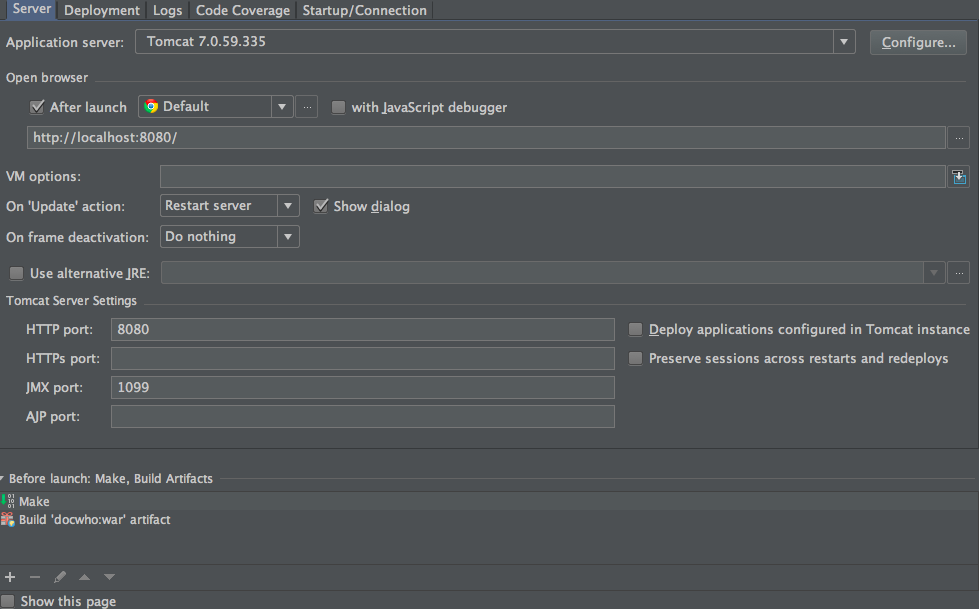 Server Deployment Logs Code Coverage Startup/Connection
Application server: Tomcat 7.0.59.335 Configure...
Open browser
After launch Default ... with JavaScript debugger
http://localhost:8080/ ...
VM options:
On 'Update' action: Restart server Show dialog
On frame deactivation: Do nothing
Use alternative JRE: ...
Tomcat Server Settings
HTTP port: 8080 Deploy applications configured in Tomcat instance
HTTPs port: Preserve sessions across restarts and redeploys
JMX port: 1099
AJP port:
Before launch: Make, Build Artifacts
Make
Build 'docwho:war' artifact
Show this page